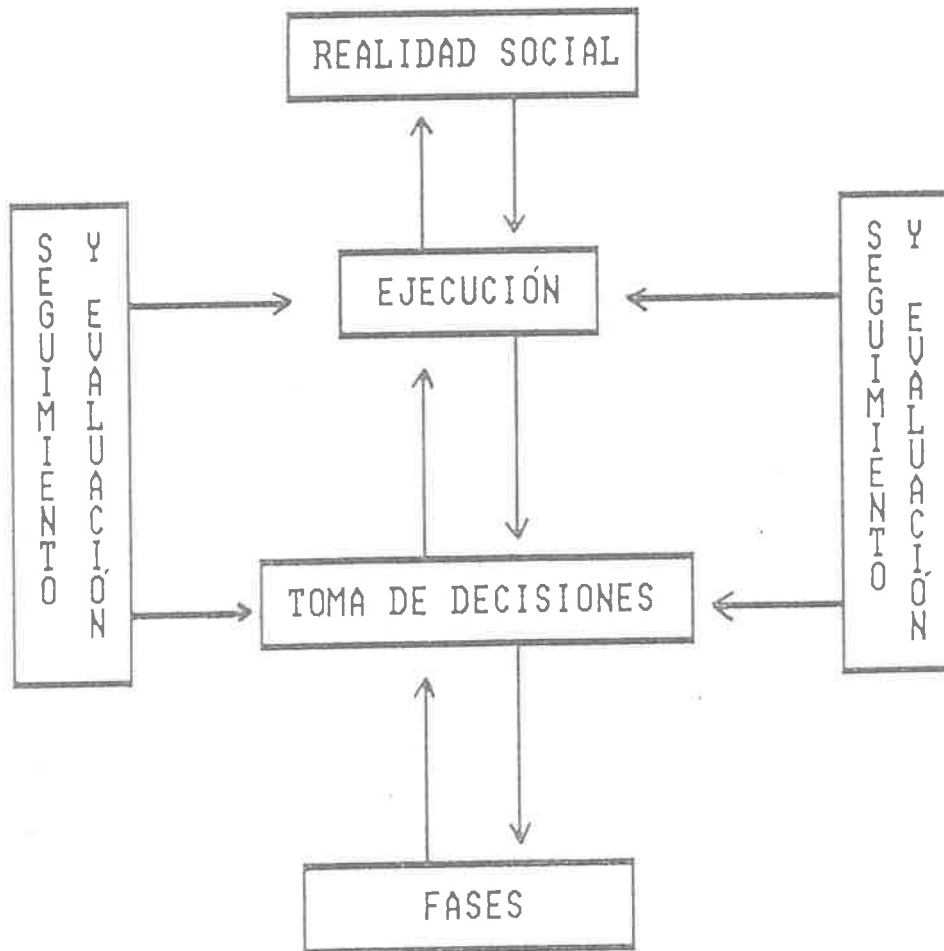 REALIDAD SOCIAL
SEGUIMIENTO
Y EVALUACIÓN
EJECUCIÓN
SEGUIMIENTO
Y EVALUACIÓN
TOMA DE DECISIONES
FASES